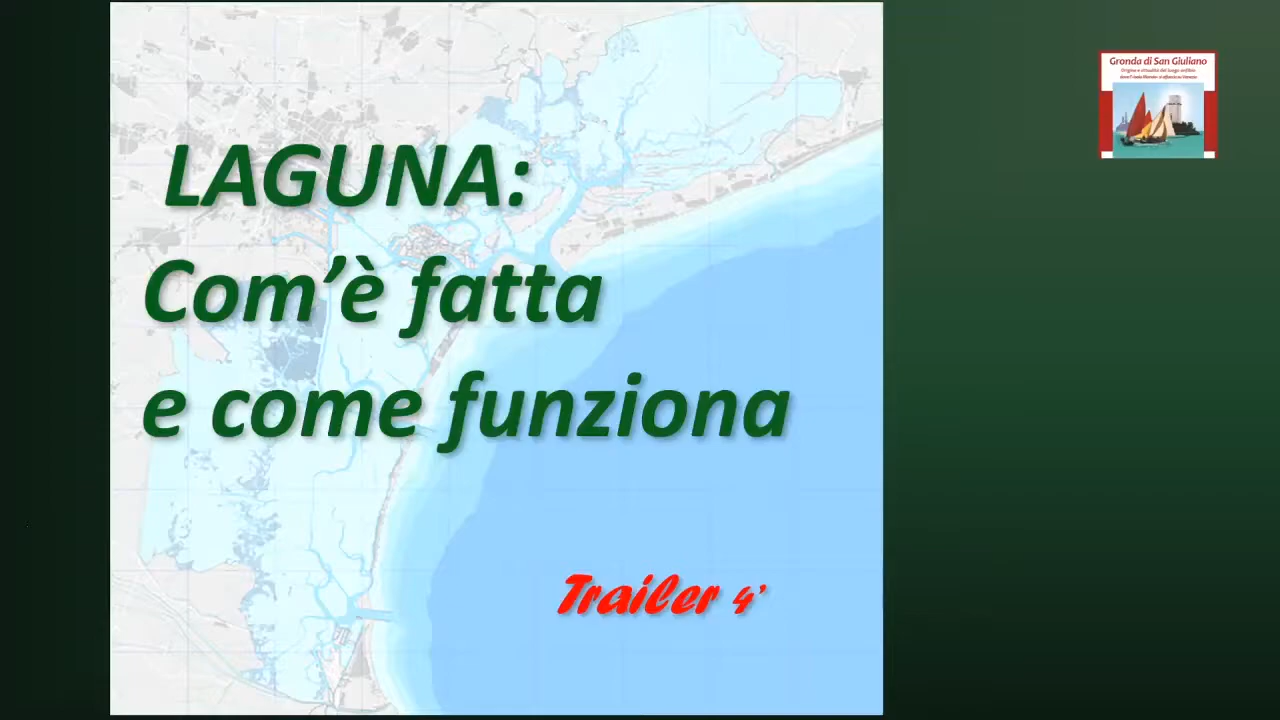 LAGUNA:
Com'è fatta
e come funziona
Trailer 4'
Gronda di San Giuliano